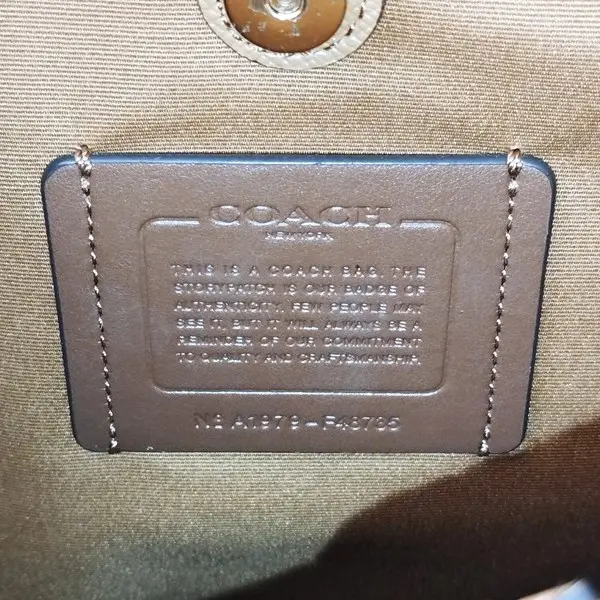 COACH
NEW YORK
THIS IS A COACH BAG. THE
STORYPATCH IS OUR BADGE OF
AUTHENTICITY. FEW PEOPLE MAY
SEE IT, BUT IT WILL ALWAYS BE A
REMINDER OF OUR COMMITMENT
TO QUALITY AND CRAFTSMANSHIP.
Nº A1979-F48735